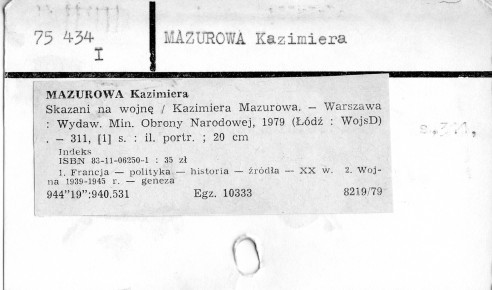 75 434
I
MAZUROWA Kazimiera
MAZUROWA Kazimiera
Skazani na wojnę / Kazimiera Mazurowa. — Warszawa
: Wydaw. Min. Obrony Narodowej, 1979 (Łódź : WojsD)
. — 311, [1] s. : il. portr. ; 20 cm
Indeks
ISBN 83-11-06250-1 : 35 zł
1. Francja — polityka — historia — źródła — XX w. 2. Woj-
na 1939-1945 r. — geneza
944"19";940.531 Egz. 10333 8219/79